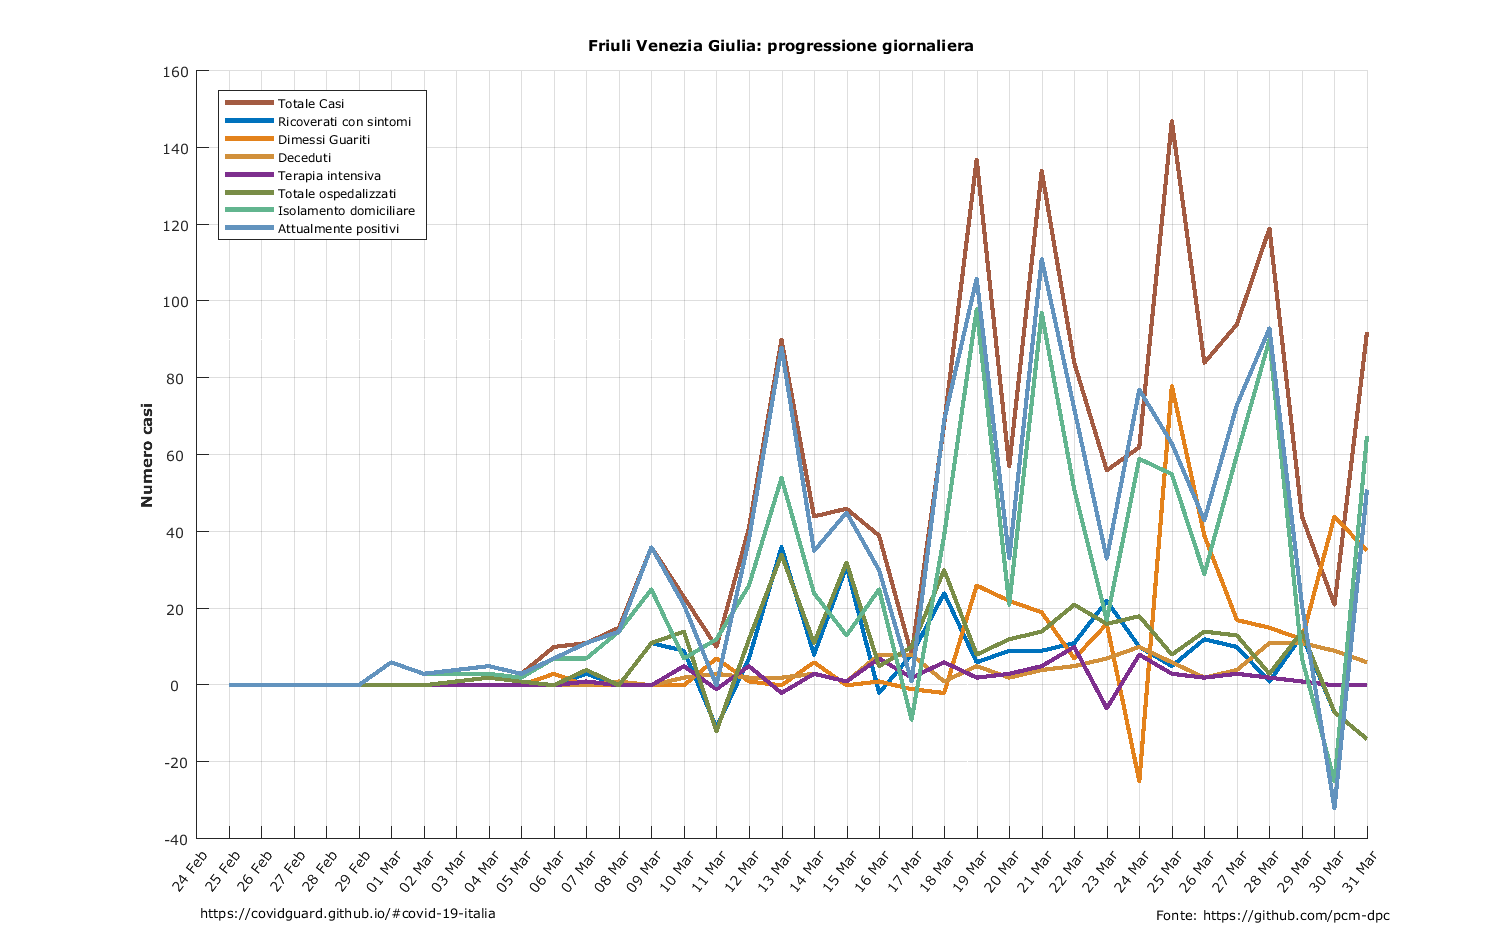 Friuli Venezia Giulia: progressione giornaliera
160
140
120
100
80
60
40
20
0
-20
-40
Numero casi
Totale Casi
Ricoverati con sintomi
Dimessi Guariti
Deceduti
Terapia intensiva
Totale ospedalizzati
Isolamento domiciliare
Attualmente positivi
24 Feb
25 Feb
26 Feb
27 Feb
28 Feb
29 Feb
01 Mar
02 Mar
03 Mar
04 Mar
05 Mar
06 Mar
07 Mar
08 Mar
09 Mar
10 Mar
11 Mar
12 Mar
13 Mar
14 Mar
15 Mar
16 Mar
17 Mar
18 Mar
19 Mar
20 Mar
21 Mar
22 Mar
23 Mar
24 Mar
25 Mar
26 Mar
27 Mar
28 Mar
29 Mar
30 Mar
31 Mar
https://covidguard.github.io/#covid-19-italia
Fonte: https://github.com/pcm-dpc